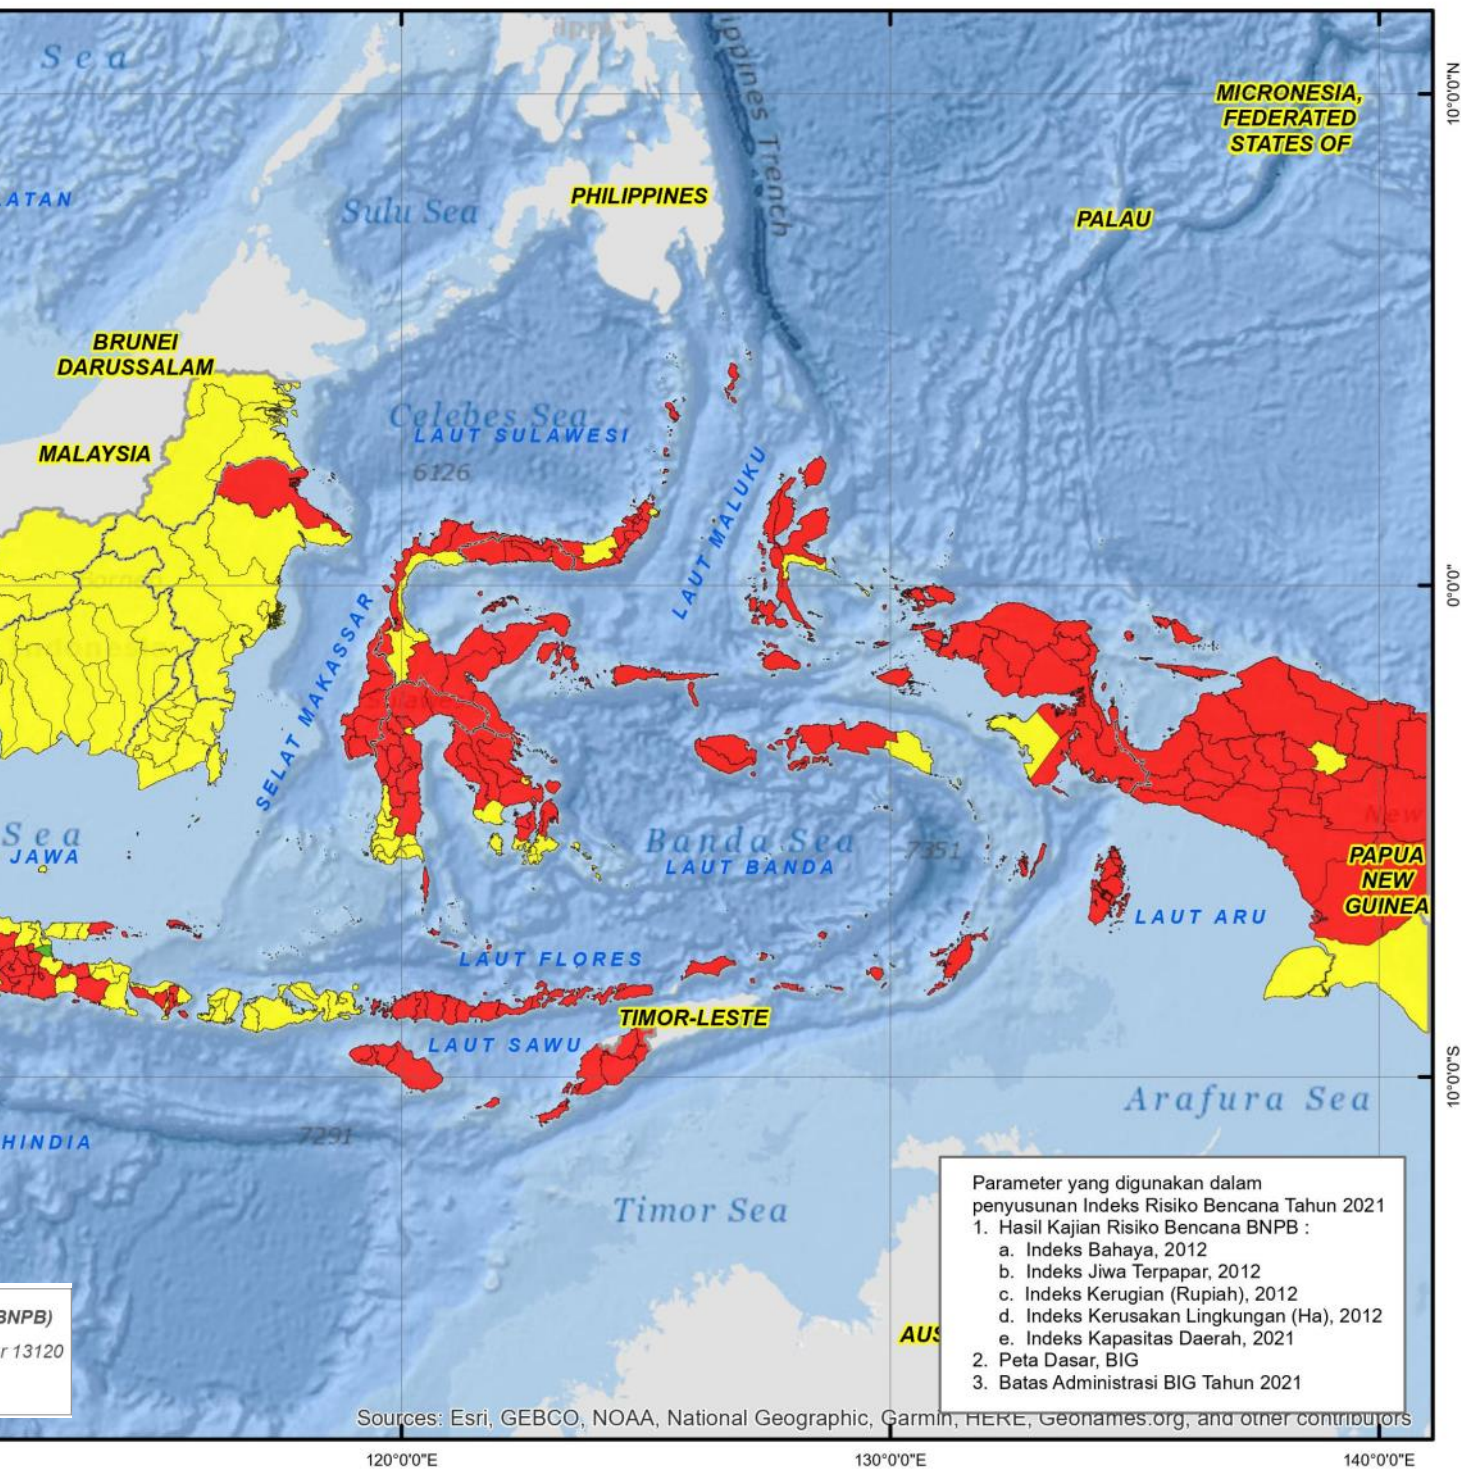 Sea
Philippines Trench
10°0'0"N
MICRONESIA,
FEDERATED
STATES OF
ATAN
Sulu Sea
PHILIPPINES
PALAU
BRUNEI
DARUSSALAM
Celebes Sea
LAUT SULAWESI
MALAYSIA
6126
LAUT MALUKU
0°0'0"
SELAT MAKASSAR
Sea
JAWA
Banda Sea
LAUT BANDA
7351
New
PAPUA
NEW
GUINEA
LAUT ARU
LAUT FLORES
TIMOR-LESTE
LAUT SAWU
10°0'0"S
Arafura Sea
HINDIA
7291
Timor Sea
Parameter yang digunakan dalam
penyusunan Indeks Risiko Bencana Tahun 2021
1. Hasil Kajian Risiko Bencana BNPB :
a. Indeks Bahaya, 2012
b. Indeks Jiwa Terpapar, 2012
c. Indeks Kerugian (Rupiah), 2012
d. Indeks Kerusakan Lingkungan (Ha), 2012
e. Indeks Kapasitas Daerah, 2021
2. Peta Dasar, BIG
3. Batas Administrasi BIG Tahun 2021
BNPB)
r 13120
AUS
Sources: Esri, GEBCO, NOAA, National Geographic, Garmin, HERE, Geonames.org, and other contributors
120°0'0"E
130°0'0"E
140°0'0"E